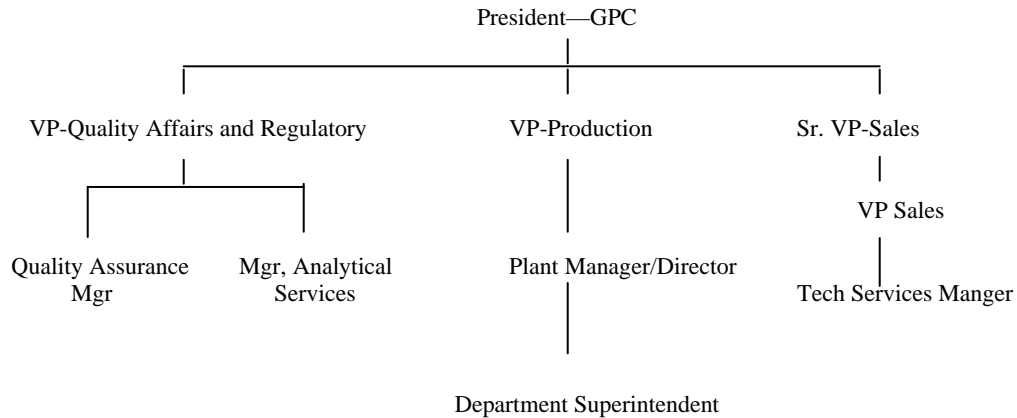 President—GPC
VP-Quality Affairs and Regulatory
VP-Production
Sr. VP-Sales
VP Sales
Quality Assurance
Mgr
Mgr, Analytical
Services
Plant Manager/Director
Tech Services Manger
Department Superintendent